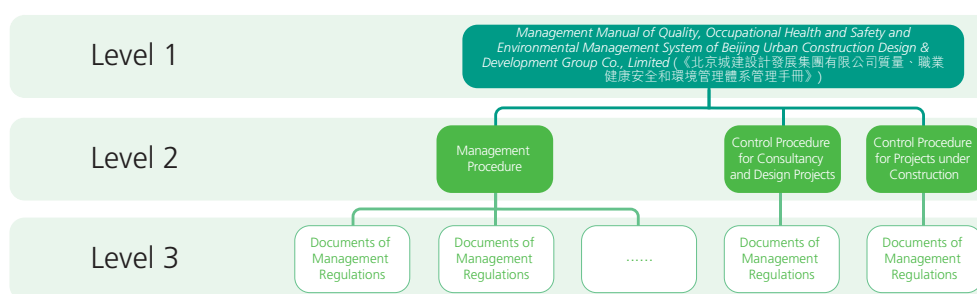 Level 1
Management Manual of Quality, Occupational Health and Safety and
Environmental Management System of Beijing Urban Construction Design &
Development Group Co., Limited (《北京城建設計發展集團有限公司質量、職業
健康安全和環境管理體系管理手冊》)
Level 2
Management
Procedure
Control Procedure
for Consultancy
and Design Projects
Control Procedure
for Projects under
Construction
Level 3
Documents of
Management
Regulations
Documents of
Management
Regulations
......
Documents of
Management
Regulations
Documents of
Management
Regulations